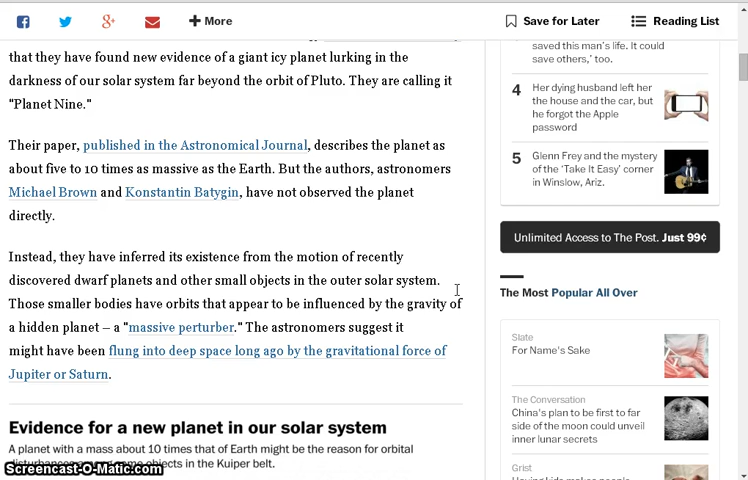 More
Save for Later
Reading List
that they have found new evidence of a giant icy planet lurking in the
darkness of our solar system far beyond the orbit of Pluto. They are calling it
"Planet Nine."
Their paper, published in the Astronomical Journal, describes the planet as
about five to 10 times as massive as the Earth. But the authors, astronomers
Michael Brown and Konstantin Batygin, have not observed the planet
directly.
Instead, they have inferred its existence from the motion of recently
discovered dwarf planets and other small objects in the outer solar system.
Those smaller bodies have orbits that appear to be influenced by the gravity of
a hidden planet – a "massive perturber." The astronomers suggest it
might have been flung into deep space long ago by the gravitational force of
Jupiter or Saturn.
Evidence for a new planet in our solar system
A planet with a mass about 10 times that of Earth might be the reason for orbital
objects in the Kuiper belt.
Screencast-O-Matic.com
saved this man's life. It could
save others,' too.
4
Her dying husband left her
the house and the car, but
he forgot the Apple
password
5
Glenn Frey and the mystery
of the 'Take It Easy' corner
in Winslow, Ariz.
Unlimited Access to The Post. Just 99¢
The Most Popular All Over
Slate
For Name's Sake
The Conversation
China's plan to be first to far
side of the moon could unveil
inner lunar secrets
Grist